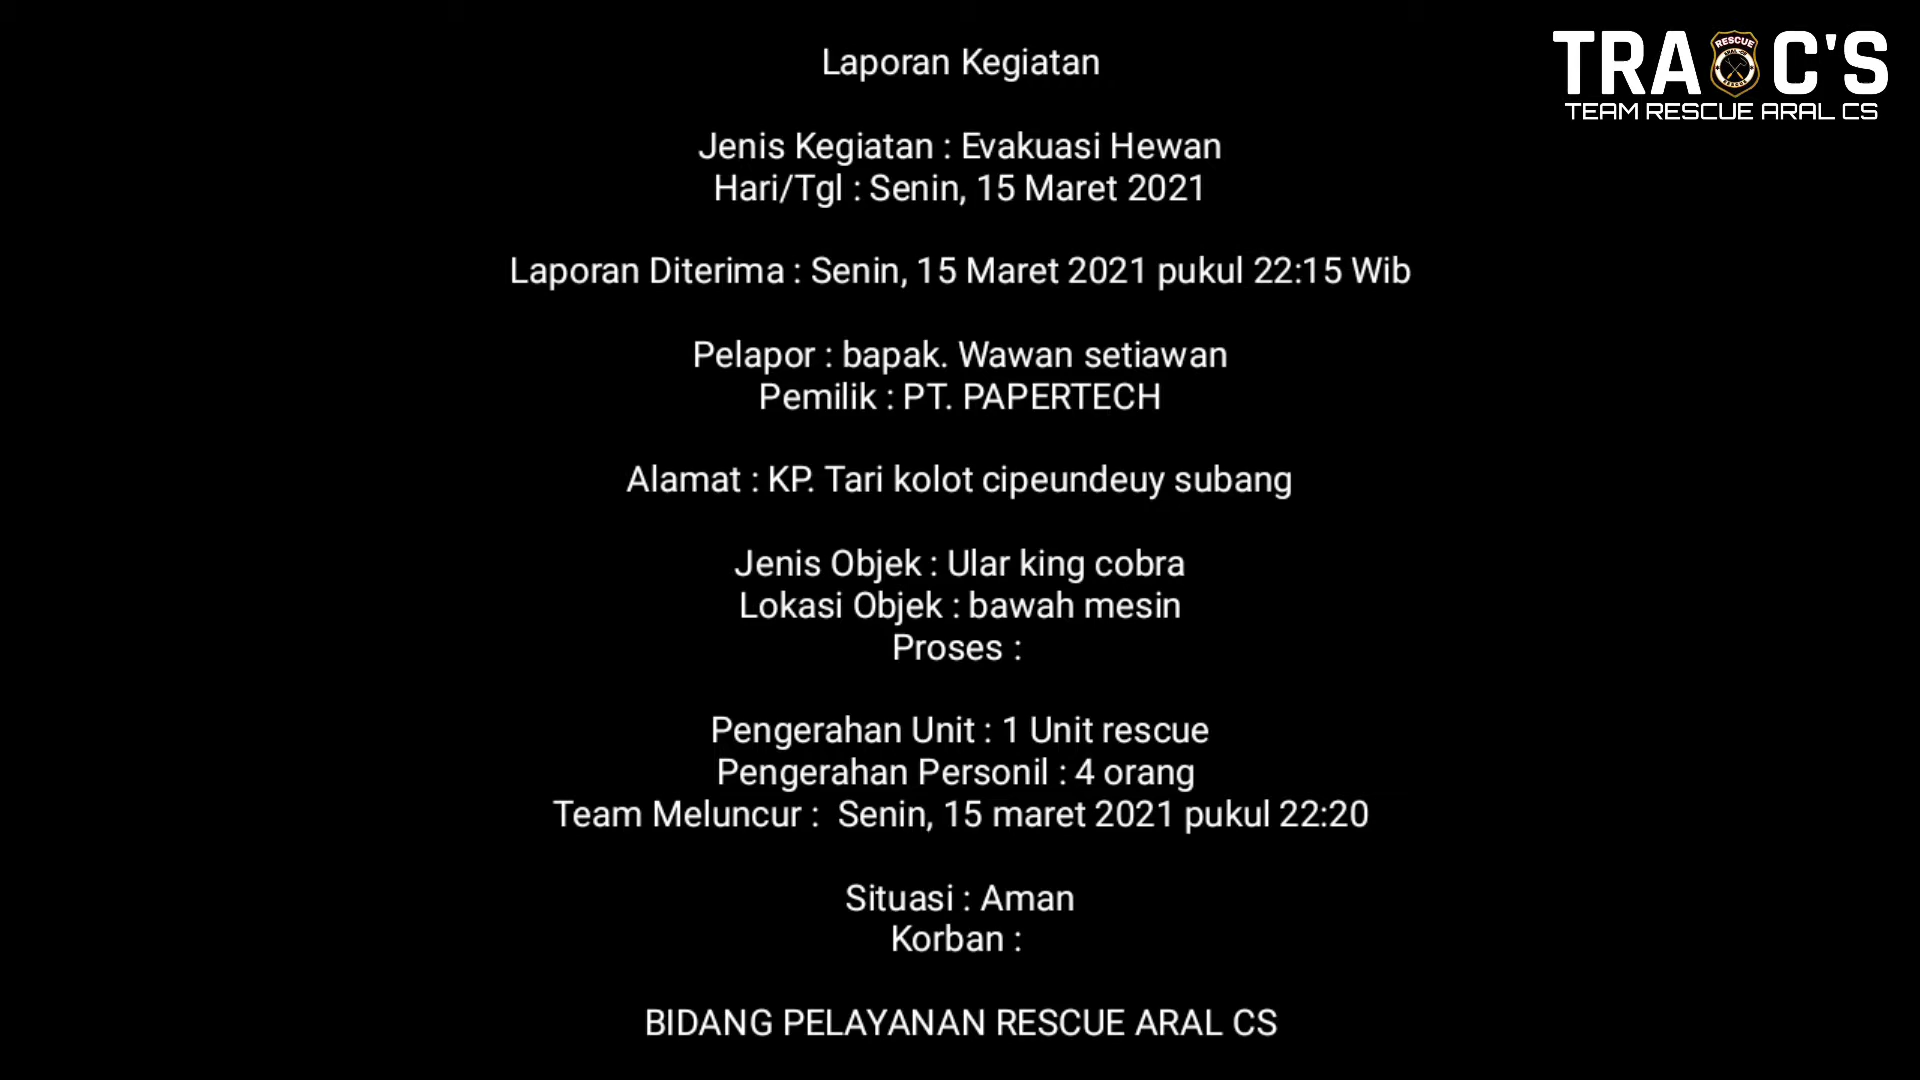 Laporan Kegiatan
TRA C'S
RESCUE
TEAM RESCUE ARAL CS
Jenis Kegiatan : Evakuasi Hewan
Hari/Tgl : Senin, 15 Maret 2021
Laporan Diterima : Senin, 15 Maret 2021 pukul 22:15 Wib
Pelapor : bapak. Wawan setiawan
Pemilik : PT. PAPERTECH
Alamat : KP. Tari kolot cipeundeuy subang
Jenis Objek : Ular king cobra
Lokasi Objek : bawah mesin
Proses :
Pengerahan Unit : 1 Unit rescue
Pengerahan Personil : 4 orang
Team Meluncur :  Senin, 15 maret 2021 pukul 22:20
Situasi : Aman
Korban :
BIDANG PELAYANAN RESCUE ARAL CS